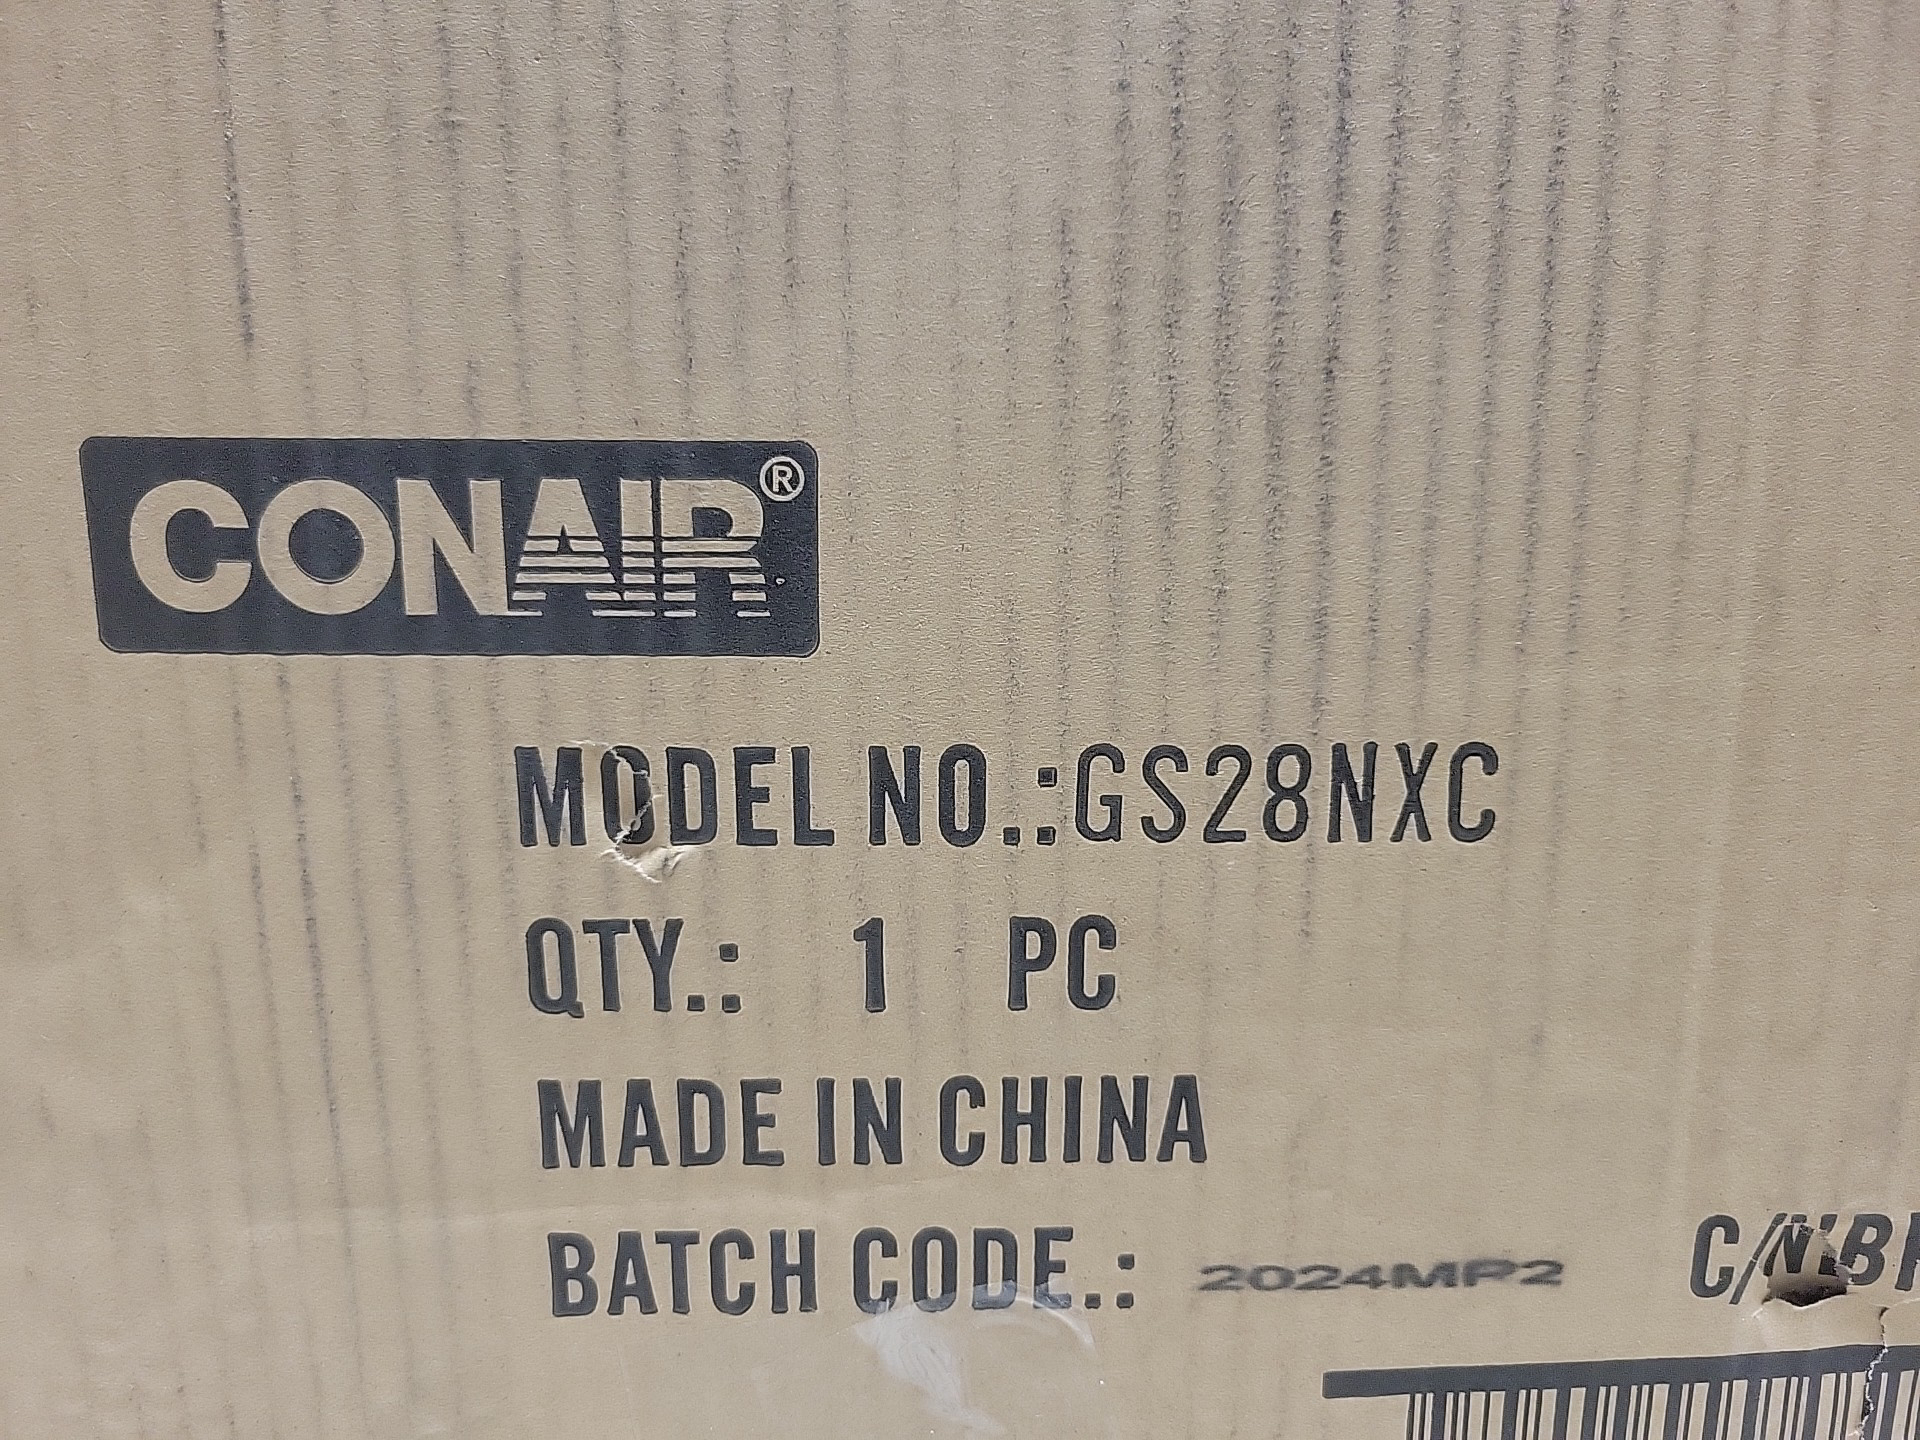 CONAIR®
MODEL NO.:GS28NXC
QTY.: 1 PC
MADE IN CHINA
BATCH CODE.: 2024MP2